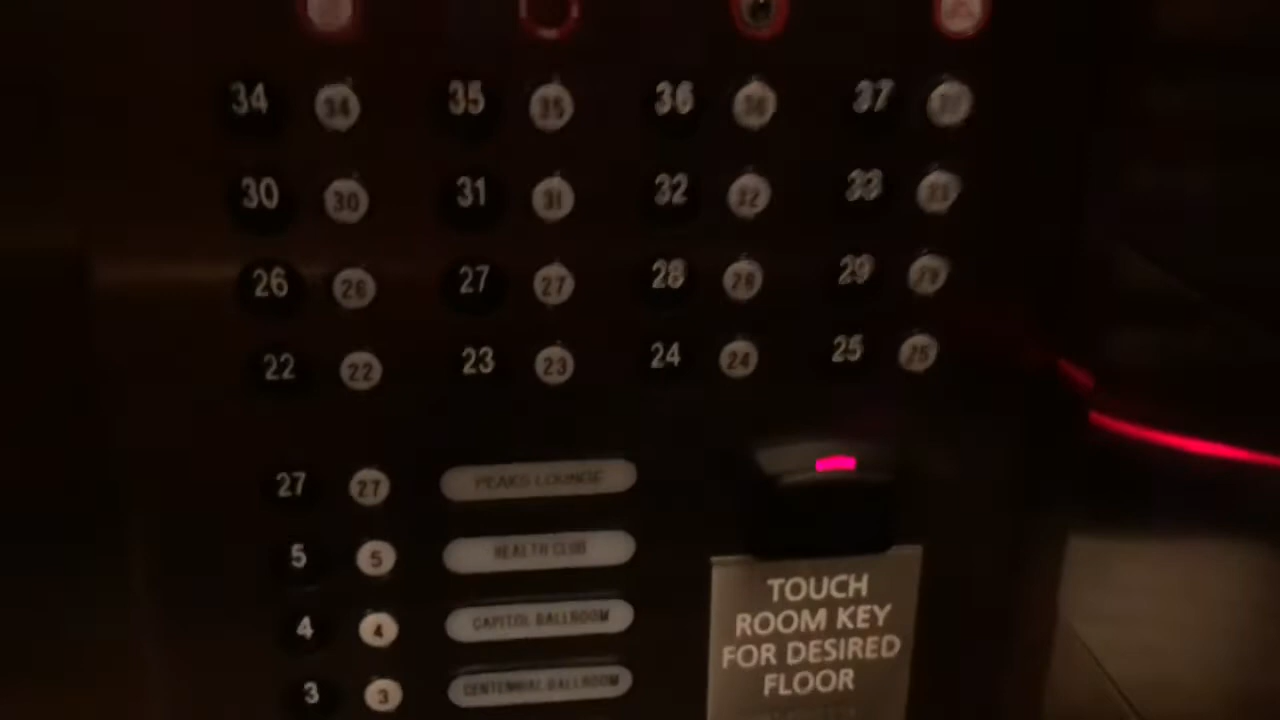 34 34 35 35 36 36 37 37
30 30 31 31 32 32 33 33
26 26 27 27 28 28 29 29
22 22 23 23 24 24 25 25
27 27 PEAKS LOUNGE
5 5 HEALTH CLUB
4 4 CAPITOL BALLROOM
3 3 CENTENNIAL BALLROOM
TOUCH
ROOM KEY
FOR DESIRED
FLOOR